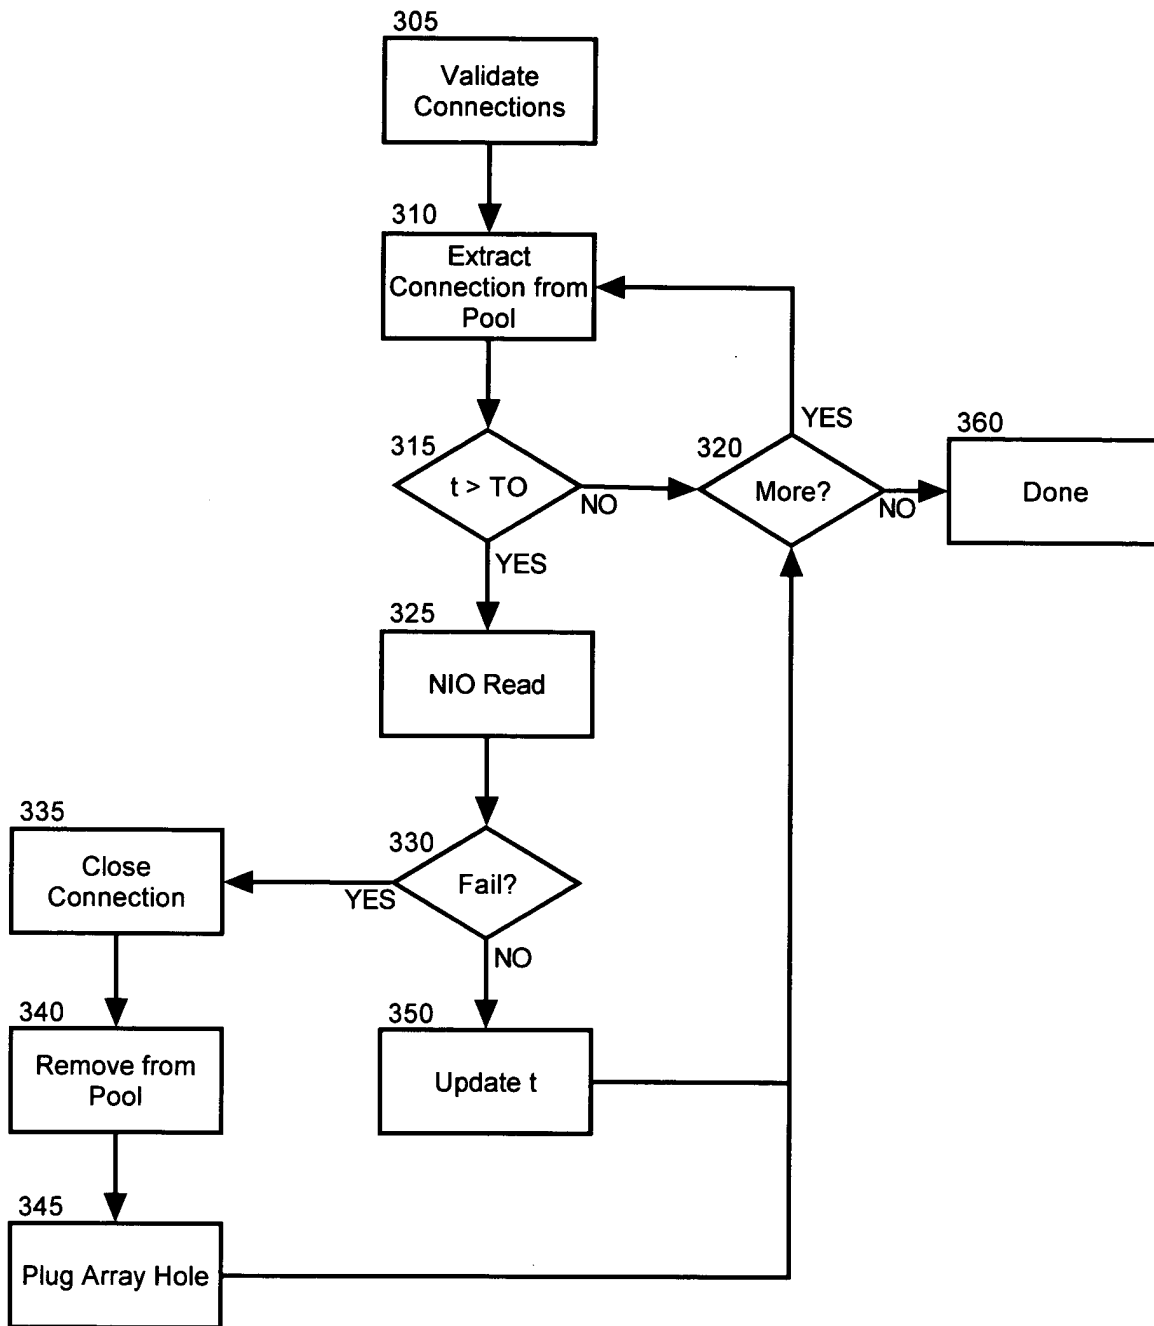 305
Validate
Connections
310
Extract
Connection from
Pool
315
t > TO
NO
YES
320
More?
YES
NO
360
Done
325
NIO Read
330
Fail?
YES
NO
335
Close
Connection
340
Remove from
Pool
350
Update t
345
Plug Array Hole